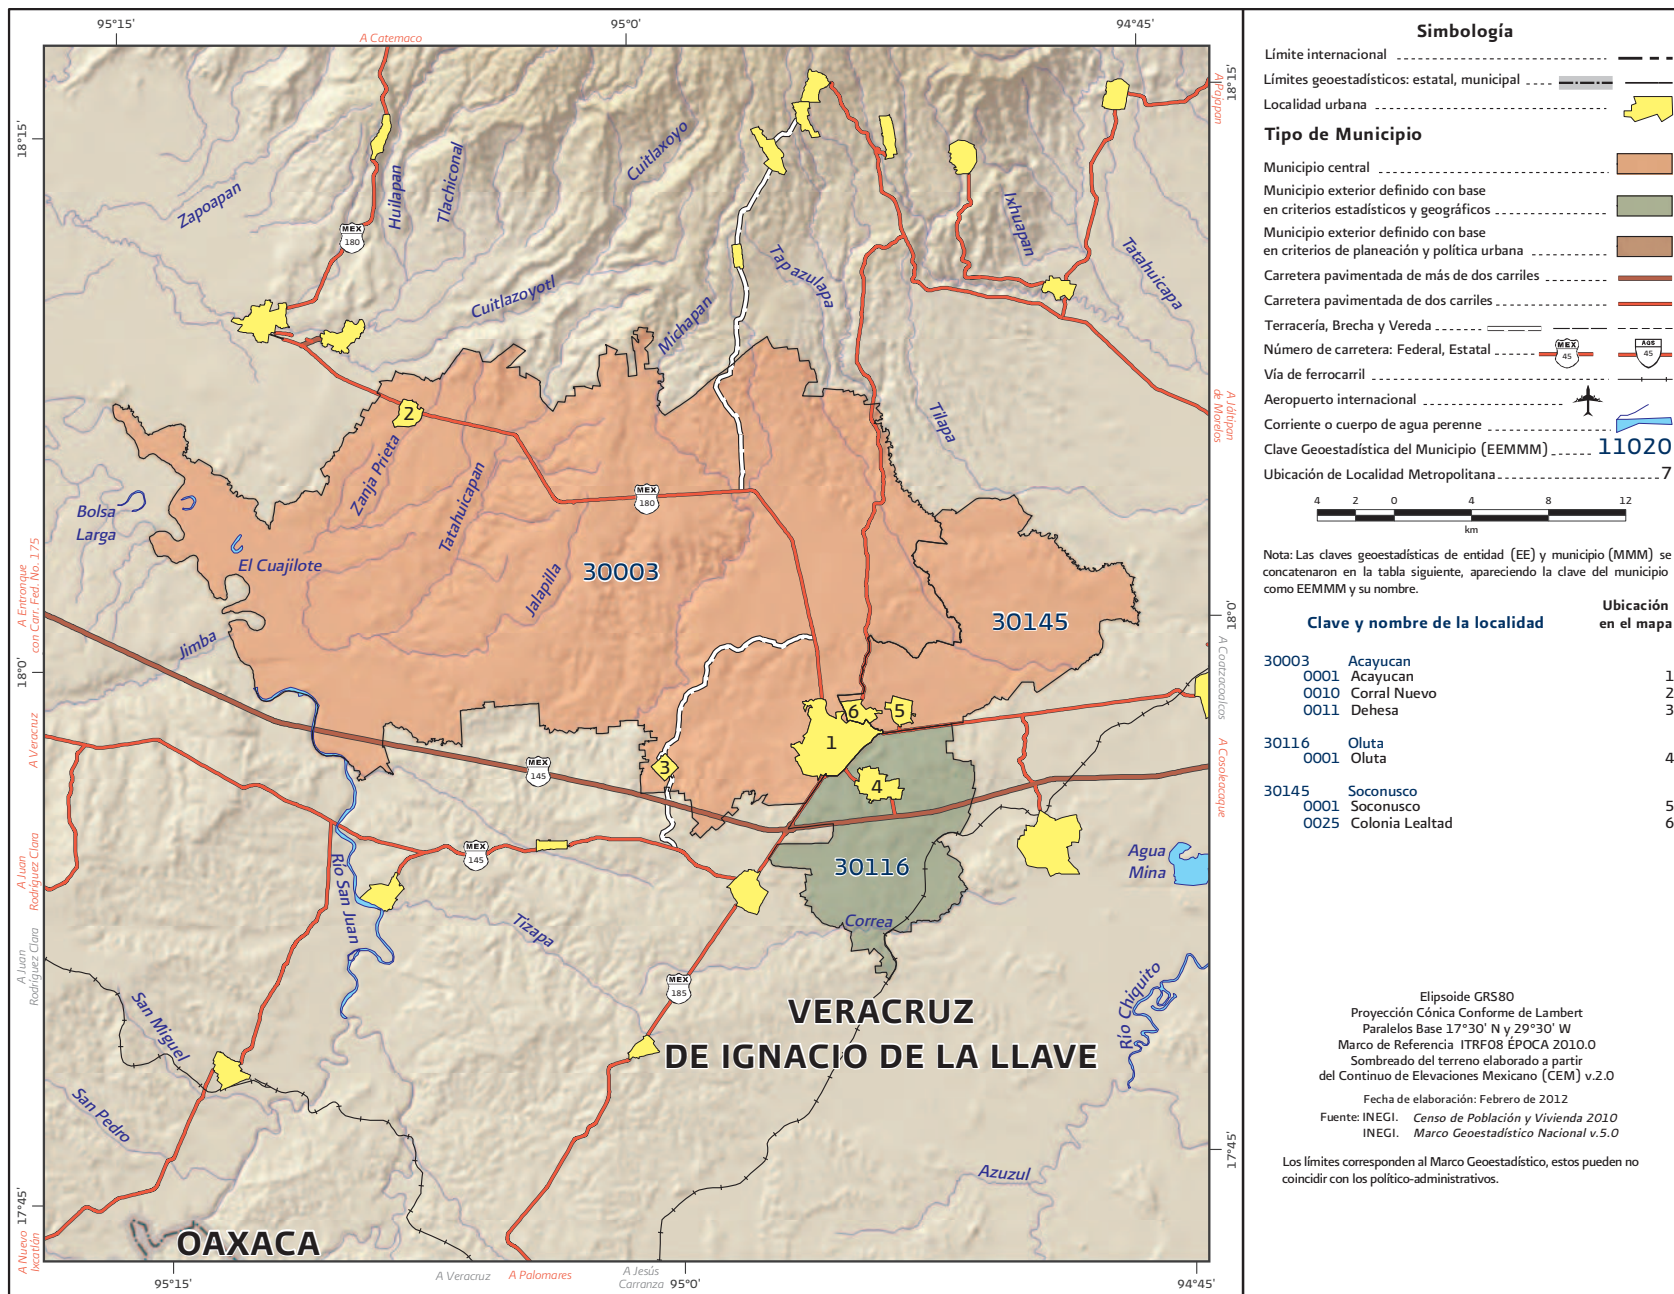 95°15'
95°0'
94°45'
A Catemaco
18°15'
18°15'
A Pajapan
Zapoapan
Huilapan
Tlachiconal
Cuitlaxoyo
MEX
180
Ixhuapan
Tatahuicapa
Tapazulapa
Cuitlazoyotl
Michapan
A Jáltipan
de Morelos
2
Tilapa
Zanja Prieta
Tatahuicapan
MEX
180
Bolsa
Larga
El Cuajilote
Jalapilla
30003
30145
A Entronque
con Carr. Fed. No. 175
Jimba
18°0'
18°0'
A Coatzacoalcos
A Veracruz
A Cosoleacaque
6
5
1
3
4
MEX
145
MEX
145
30116
Agua
Mina
A Juan
Rodríguez Clara
Río San Juan
Tizapa
Correa
A Juan
Rodríguez Clara
MEX
185
San Miguel
Río Chiquito
VERACRUZ
DE IGNACIO DE LA LLAVE
San Pedro
Azuzul
17°45'
17°45'
A Nuevo
Ixcatlán
OAXACA
95°15'
A Veracruz
A Palomares
A Jesús
Carranza
95°0'
94°45'
Simbología
Límite internacional
Límites geoestadísticos: estatal, municipal
Localidad urbana
Tipo de Municipio
Municipio central
Municipio exterior definido con base
en criterios estadísticos y geográficos
Municipio exterior definido con base
en criterios de planeación y política urbana
Carretera pavimentada de más de dos carriles
Carretera pavimentada de dos carriles
Terracería, Brecha y Vereda
Número de carretera: Federal, Estatal MEX 45 AGS 45
Vía de ferrocarril
Aeropuerto internacional
Corriente o cuerpo de agua perenne
Clave Geoestadística del Municipio (EEMMM) 11020
Ubicación de Localidad Metropolitana 7
4 2 0 4 8 12
km
Nota: Las claves geoestadísticas de entidad (EE) y municipio (MMM) se
concatenaron en la tabla siguiente, apareciendo la clave del municipio
como EEMMM y su nombre.
Clave y nombre de la localidad
Ubicación
en el mapa
30003 Acayucan
0001 Acayucan 1
0010 Corral Nuevo 2
0011 Dehesa 3
30116 Oluta
0001 Oluta 4
30145 Soconusco
0001 Soconusco 5
0025 Colonia Lealtad 6
Elipsoide GRS80
Proyección Cónica Conforme de Lambert
Paralelos Base 17°30' N y 29°30' W
Marco de Referencia ITRF08 ÉPOCA 2010.0
Sombreado del terreno elaborado a partir
del Continuo de Elevaciones Mexicano (CEM) v.2.0
Fecha de elaboración: Febrero de 2012
Fuente: INEGI. Censo de Población y Vivienda 2010
INEGI. Marco Geoestadístico Nacional v.5.0
Los límites corresponden al Marco Geoestadístico, estos pueden no
coincidir con los político-administrativos.